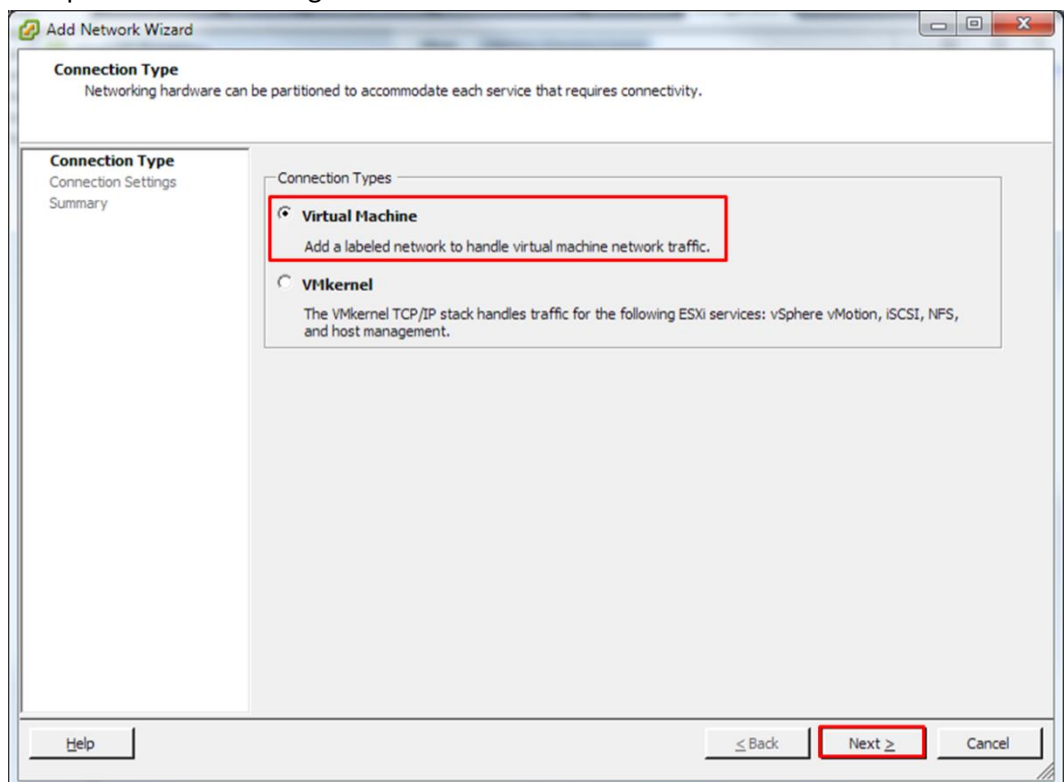 Add Network Wizard
Connection Type
Networking hardware can be partitioned to accommodate each service that requires connectivity.
Connection Type
Connection Settings
Summary
Connection Types
Virtual Machine
Add a labeled network to handle virtual machine network traffic.
VMkernel
The VMkernel TCP/IP stack handles traffic for the following ESXi services: vSphere vMotion, iSCSI, NFS,
and host management.
Help
< Back
Next >
Cancel